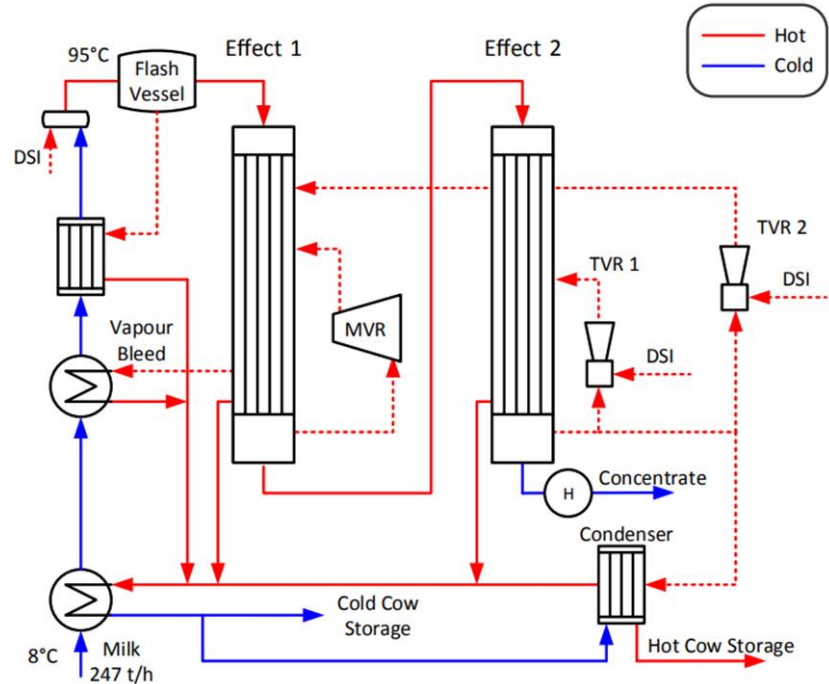 Effect 1
Effect 2
Hot
Cold
95°C
Flash
Vessel
DSI
TVR 2
TVR 1
DSI
MVR
Vapour
Bleed
DSI
Concentrate
H
Condenser
Cold Cow
Storage
Hot Cow Storage
8°C
Milk
247 t/h